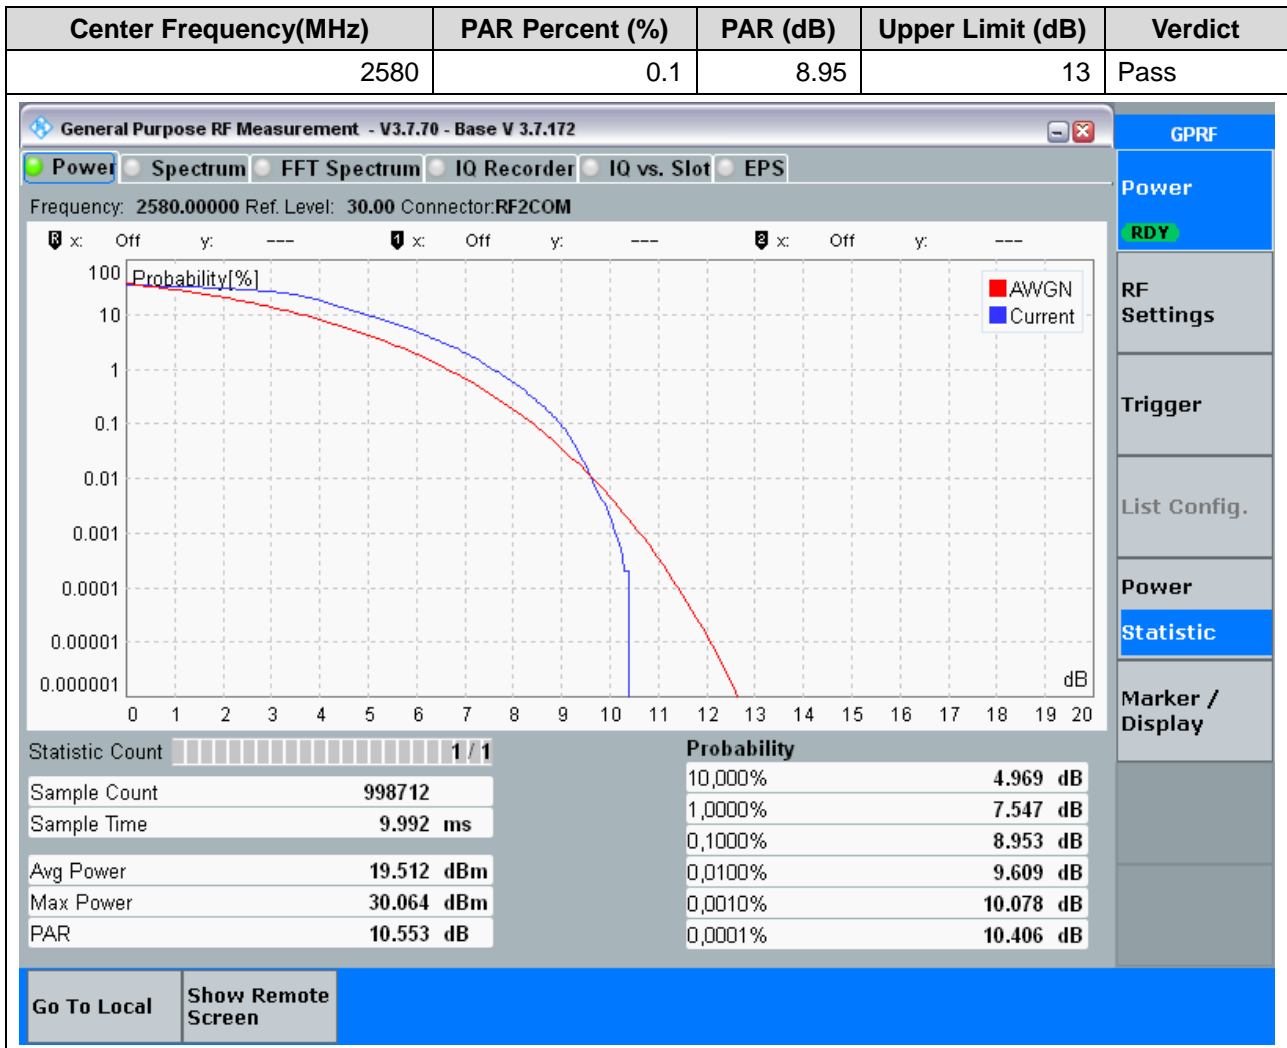 Center Frequency(MHz) PAR Percent (%) PAR (dB) Upper Limit (dB) Verdict
2580 0.1 8.95 13 Pass
General Purpose RF Measurement - V3.7.70 - Base V 3.7.172
GPRF
Power Spectrum FFT Spectrum IQ Recorder IQ vs. Slot EPS
Power
RDY
Frequency: 2580.00000 Ref. Level: 30.00 Connector:RF2COM
R x: Off y: --- 1 x: Off y: --- 2 x: Off y: ---
Probability[%]
100
10
1
0.1
0.01
0.001
0.0001
0.00001
0.000001
AWGN
Current
dB
0 1 2 3 4 5 6 7 8 9 10 11 12 13 14 15 16 17 18 19 20
RF
Settings
Trigger
List Config.
Power
Statistic
Marker /
Display
Statistic Count 1 / 1
Sample Count 998712
Sample Time 9.992 ms
Avg Power 19.512 dBm
Max Power 30.064 dBm
PAR 10.553 dB
Probability
10,000% 4.969 dB
1,0000% 7.547 dB
0,1000% 8.953 dB
0,0100% 9.609 dB
0,0010% 10.078 dB
0,0001% 10.406 dB
Go To Local
Show Remote
Screen